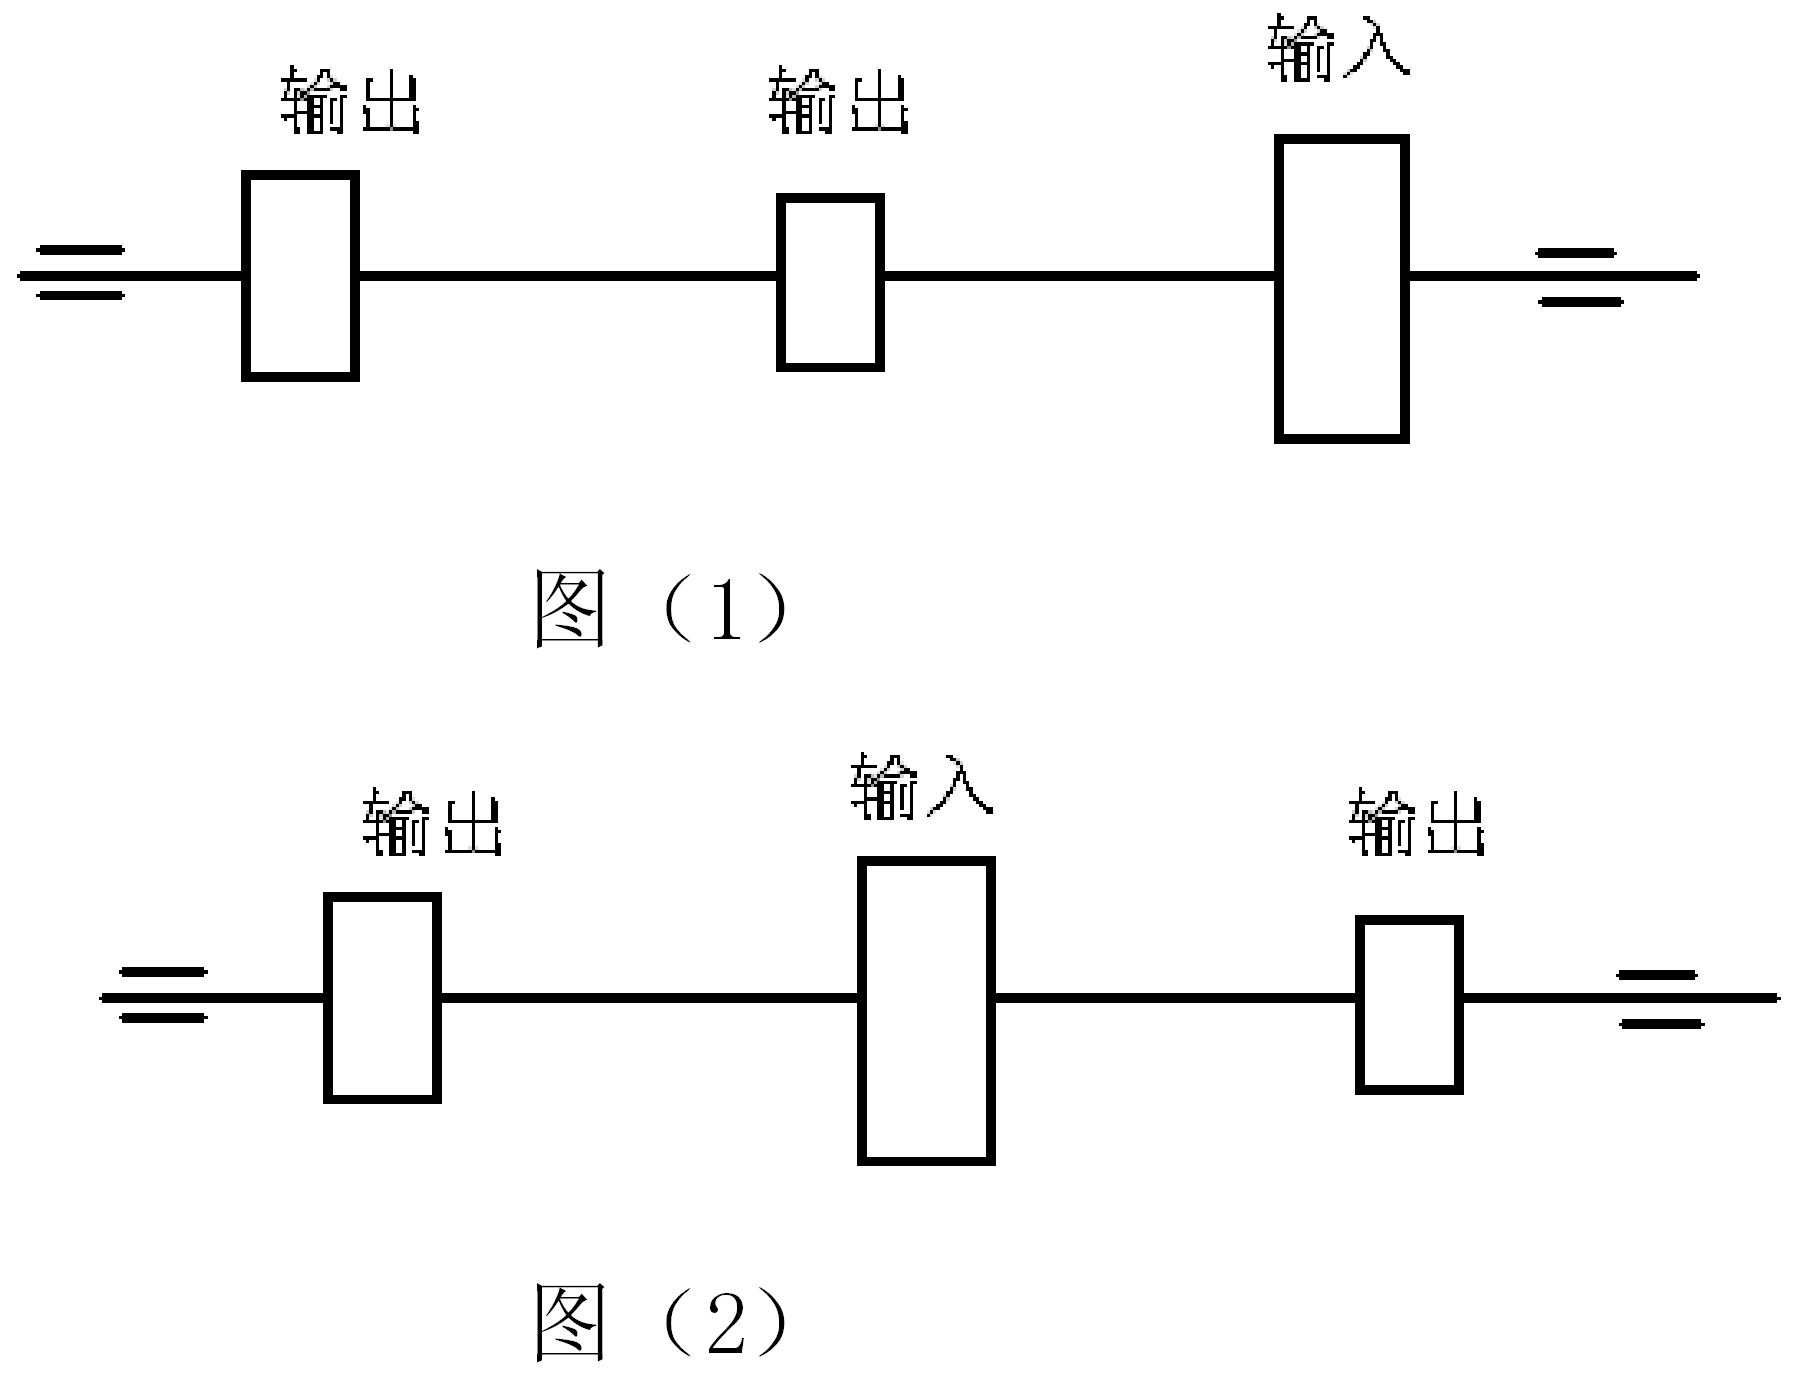 输出 输出 输入
图（1）
输出 输入 输出
图（2）